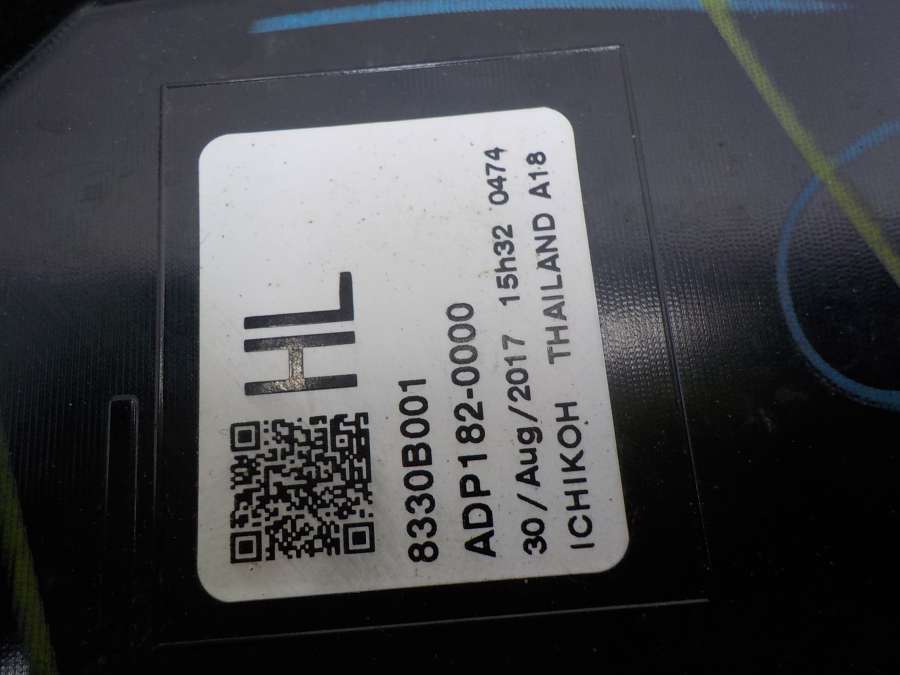 HL
8330B001
ADP182-0000
30/Aug/2017 15h32 0474
ICHIKOH THAILAND A18